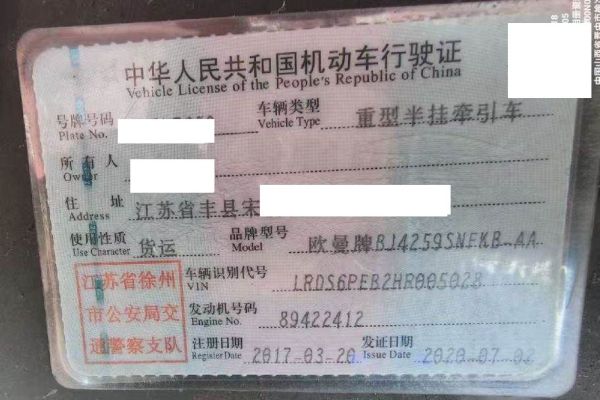 中华人民共和国机动车行驶证
Vehicle License of the People's Republic of China
号牌号码 车辆类型 重型半挂牵引车
Plate No. Vehicle Type
所有人
Owner
住址 江苏省丰县宋
Address
使用性质 货运 品牌型号 欧曼牌BJ4259SNFKB-AA
Use Character Model
江苏省徐州
市公安局交
通警察支队
车辆识别代号 LRDS6PEB2HR005028
VIN
发动机号码 89422412
Engine No.
注册日期 2017-03-20 发证日期 2020-07-02
Register Date Issue Date